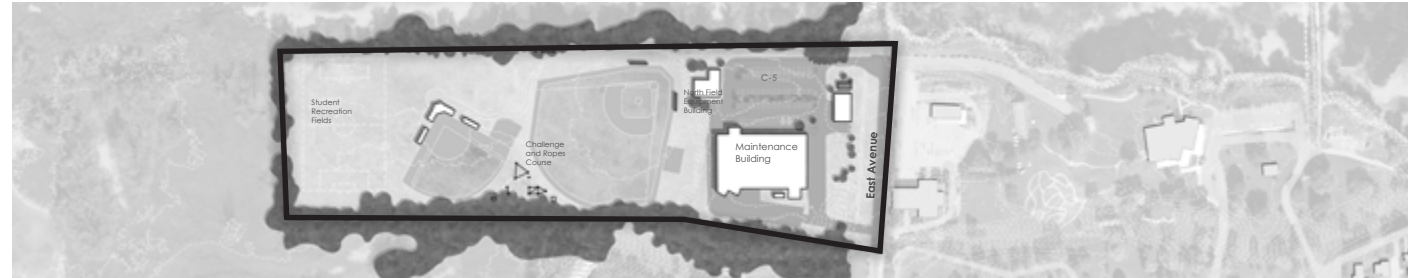 Student
Recreation
Fields
Challenge
and Ropes
Course
North Field
Equipment
Building
C-5
Maintenance
Building
East Avenue